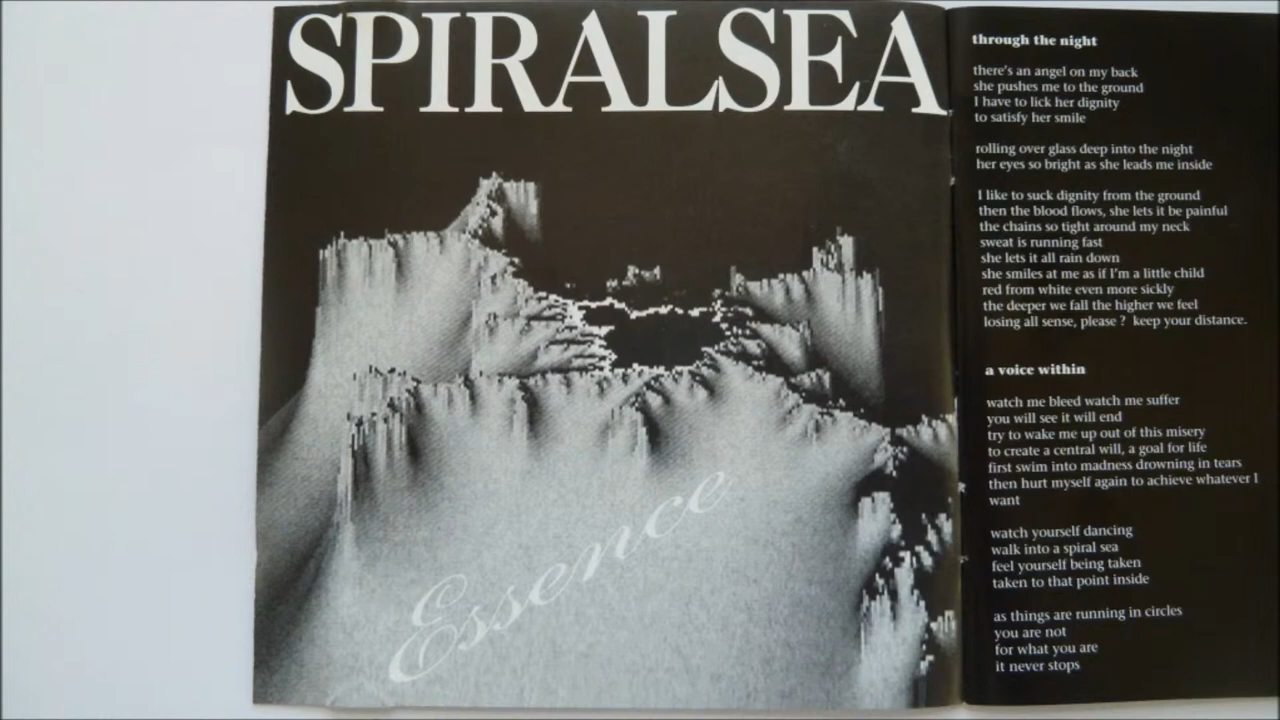 SPIRALSEA
Essence
through the night
there's an angel on my back
she pushes me to the ground
I have to lick her dignity
to satisfy her smile
rolling over glass deep into the night
her eyes so bright as she leads me inside
I like to suck dignity from the ground
then the blood flows, she lets it be painful
the chains so tight around my neck
sweat is running fast
she lets it all rain down
she smiles at me as if I'm a little child
red from white even more sickly
the deeper we fall the higher we feel
losing all sense, please ? keep your distance.
a voice within
watch me bleed watch me suffer
you will see it will end
try to wake me up out of this misery
to create a central will, a goal for life
first swim into madness drowning in tears
then hurt myself again to achieve whatever I
want
watch yourself dancing
walk into a spiral sea
feel yourself being taken
taken to that point inside
as things are running in circles
you are not
for what you are
it never stops